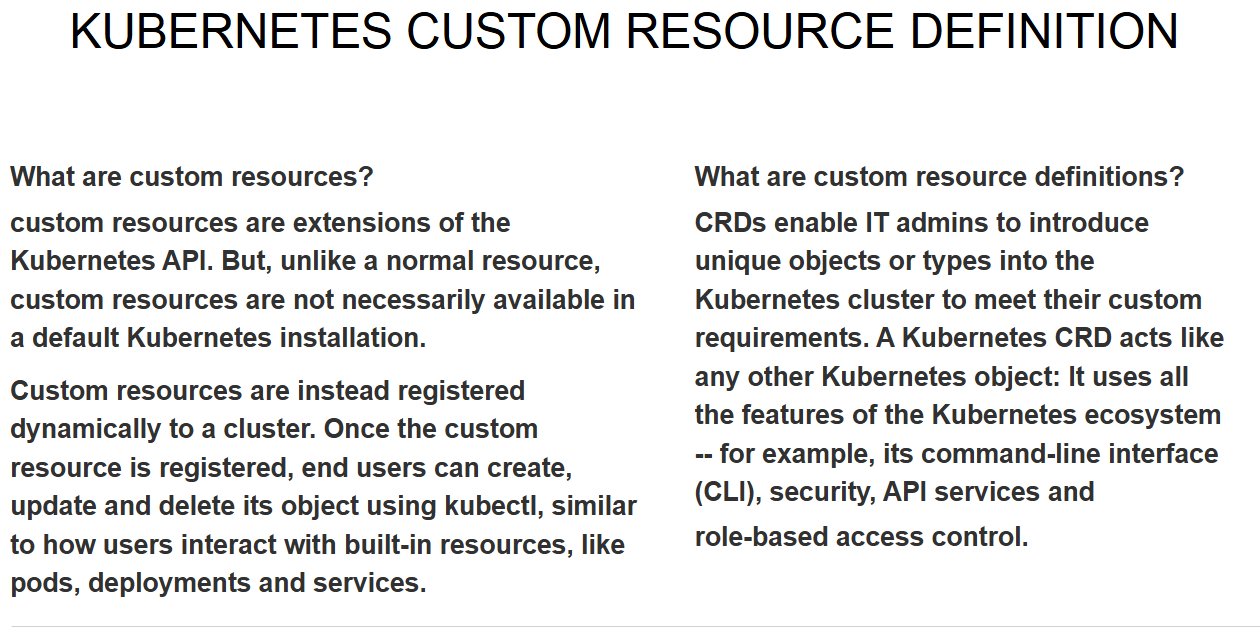 KUBERNETES CUSTOM RESOURCE DEFINITION
What are custom resources?
custom resources are extensions of the
Kubernetes API. But, unlike a normal resource,
custom resources are not necessarily available in
a default Kubernetes installation.
Custom resources are instead registered
dynamically to a cluster. Once the custom
resource is registered, end users can create,
update and delete its object using kubectl, similar
to how users interact with built-in resources, like
pods, deployments and services.
What are custom resource definitions?
CRDs enable IT admins to introduce
unique objects or types into the
Kubernetes cluster to meet their custom
requirements. A Kubernetes CRD acts like
any other Kubernetes object: It uses all
the features of the Kubernetes ecosystem
-- for example, its command-line interface
(CLI), security, API services and
role-based access control.